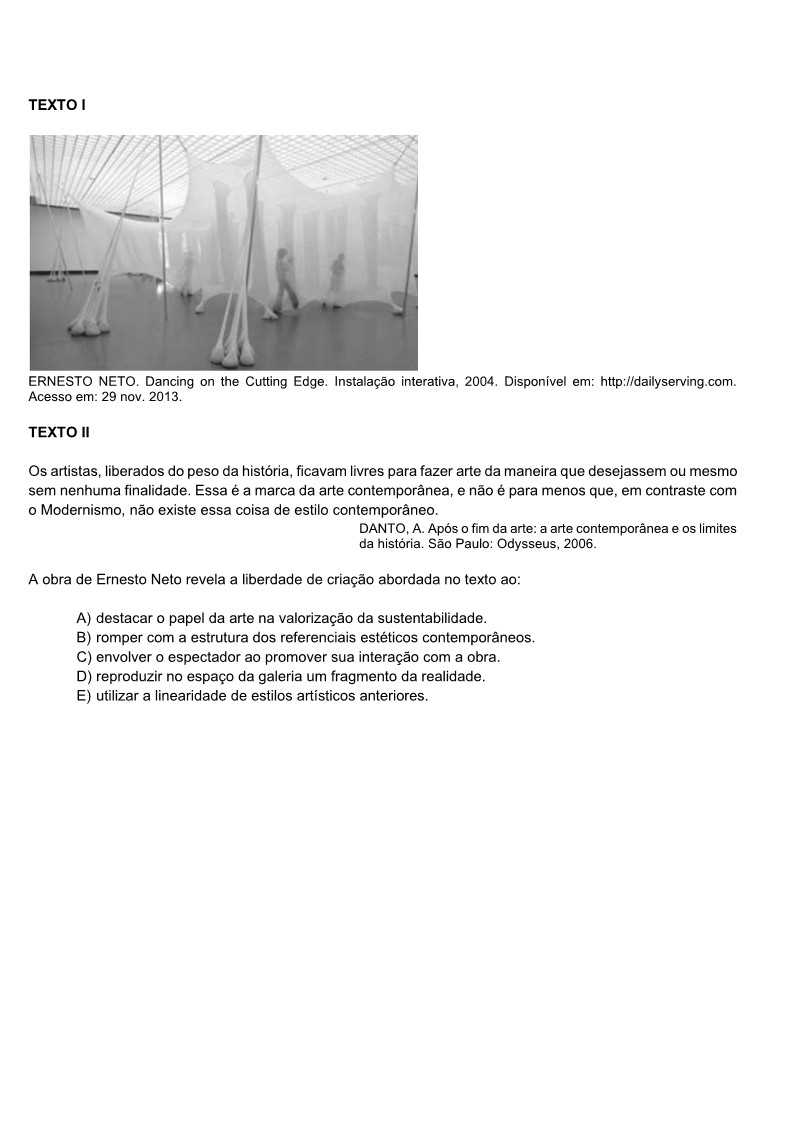 TEXTO I
ERNESTO NETO. Dancing on the Cutting Edge. Instalação interativa, 2004. Disponível em: http://dailyserving.com.
Acesso em: 29 nov. 2013.
TEXTO II
Os artistas, liberados do peso da história, ficavam livres para fazer arte da maneira que desejassem ou mesmo
sem nenhuma finalidade. Essa é a marca da arte contemporânea, e não é para menos que, em contraste com
o Modernismo, não existe essa coisa de estilo contemporâneo.
DANTO, A. Após o fim da arte: a arte contemporânea e os limites
da história. São Paulo: Odysseus, 2006.
A obra de Ernesto Neto revela a liberdade de criação abordada no texto ao:
A) destacar o papel da arte na valorização da sustentabilidade.
B) romper com a estrutura dos referenciais estéticos contemporâneos.
C) envolver o espectador ao promover sua interação com a obra.
D) reproduzir no espaço da galeria um fragmento da realidade.
E) utilizar a linearidade de estilos artísticos anteriores.